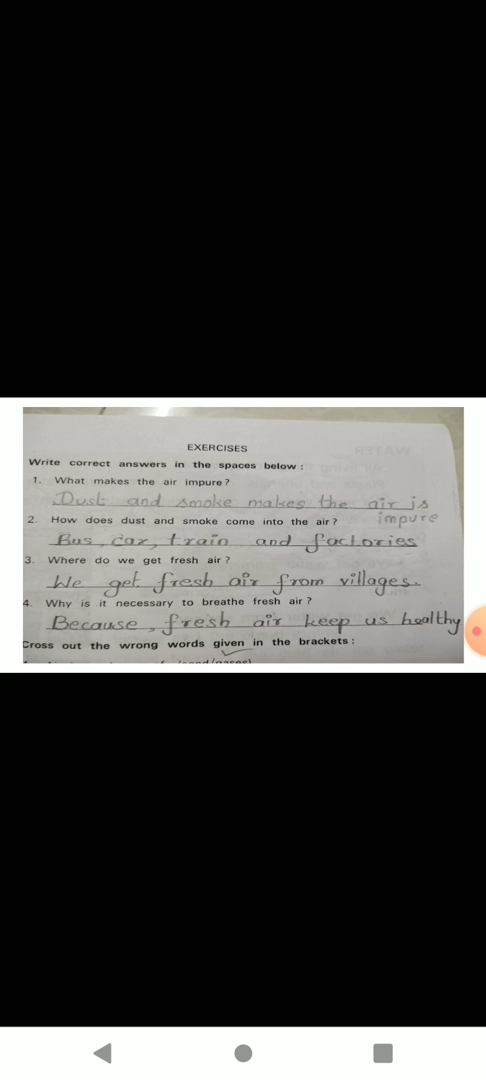 EXERCISES
Write correct answers in the spaces below :
1. What makes the air impure ?
Dust and smoke makes the air is
impure
2. How does dust and smoke come into the air ?
Bus, car, train and factories
3. Where do we get fresh air ?
We get fresh air from villages.
4. Why is it necessary to breathe fresh air ?
Because, fresh air keep us healthy
Cross out the wrong words given in the brackets :
WATER